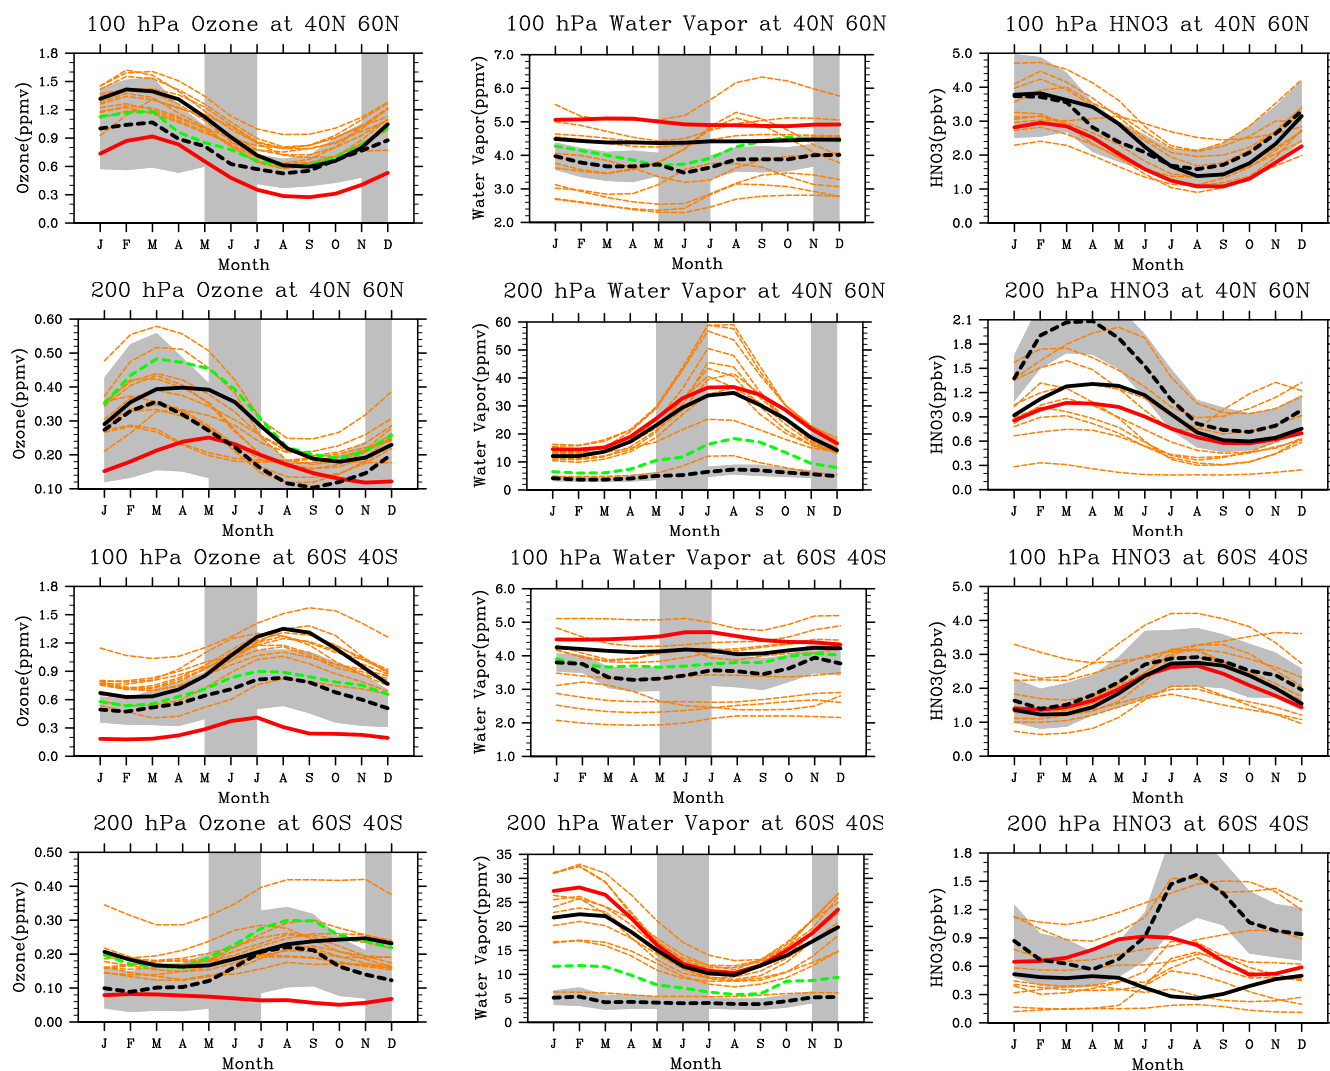 100 hPa Ozone at 40N 60N
Ozone(ppmv)
1.8
1.5
1.2
0.9
0.6
0.3
0.0
J F M A M J J A S O N D
Month
100 hPa Water Vapor at 40N 60N
Water Vapor(ppmv)
7.0
6.0
5.0
4.0
3.0
2.0
J F M A M J J A S O N D
Month
100 hPa HNO3 at 40N 60N
HNO3(ppbv)
5.0
4.0
3.0
2.0
1.0
0.0
J F M A M J J A S O N D
Month
200 hPa Ozone at 40N 60N
Ozone(ppmv)
0.60
0.50
0.40
0.30
0.20
0.10
J F M A M J J A S O N D
Month
200 hPa Water Vapor at 40N 60N
Water Vapor(ppmv)
60
50
40
30
20
10
0
J F M A M J J A S O N D
Month
200 hPa HNO3 at 40N 60N
HNO3(ppbv)
2.1
1.8
1.5
1.2
0.9
0.6
0.3
0.0
J F M A M J J A S O N D
Month
100 hPa Ozone at 60S 40S
Ozone(ppmv)
1.8
1.5
1.2
0.9
0.6
0.3
0.0
J F M A M J J A S O N D
Month
100 hPa Water Vapor at 60S 40S
Water Vapor(ppmv)
6.0
5.0
4.0
3.0
2.0
1.0
J F M A M J J A S O N D
Month
100 hPa HNO3 at 60S 40S
HNO3(ppbv)
5.0
4.0
3.0
2.0
1.0
0.0
J F M A M J J A S O N D
Month
200 hPa Ozone at 60S 40S
Ozone(ppmv)
0.50
0.40
0.30
0.20
0.10
0.00
J F M A M J J A S O N D
Month
200 hPa Water Vapor at 60S 40S
Water Vapor(ppmv)
35
30
25
20
15
10
5
0
J F M A M J J A S O N D
Month
200 hPa HNO3 at 60S 40S
HNO3(ppbv)
1.8
1.5
1.2
0.9
0.6
0.3
0.0
J F M A M J J A S O N D
Month